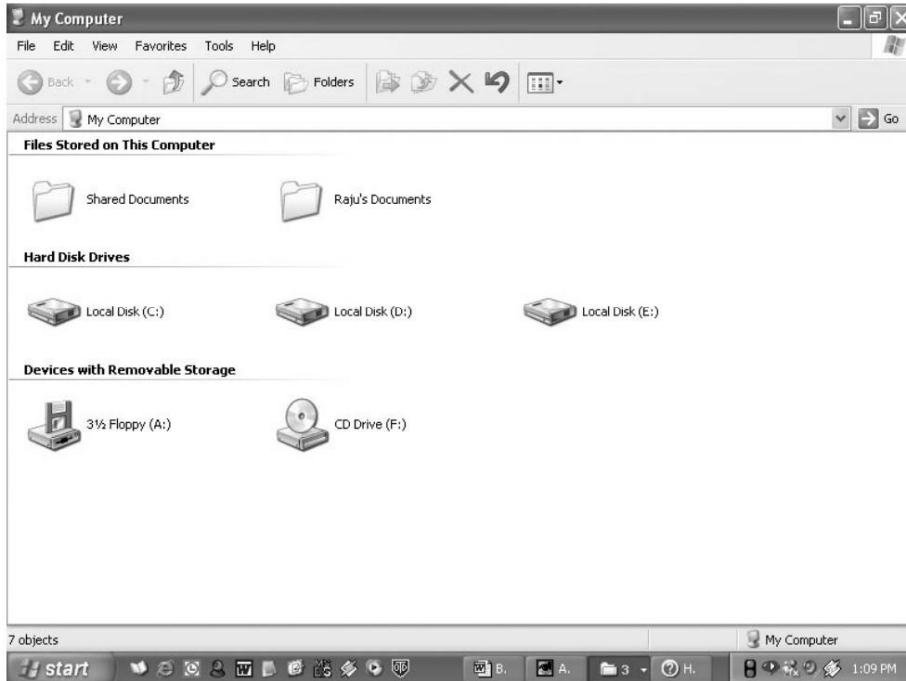 My Computer
File Edit View Favorites Tools Help
Back Search Folders
Address My Computer Go
Files Stored on This Computer
Shared Documents Raju's Documents
Hard Disk Drives
Local Disk (C:) Local Disk (D:) Local Disk (E:)
Devices with Removable Storage
3½ Floppy (A:) CD Drive (F:)
7 objects My Computer
start B. A. 3 H. 1:09 PM